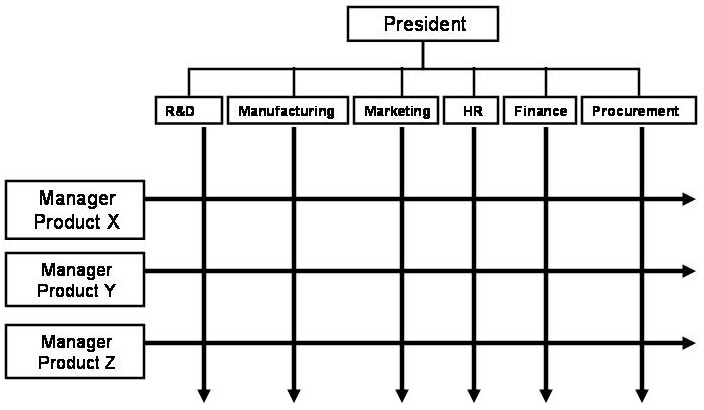 President
R&D Manufacturing Marketing HR Finance Procurement
Manager
Product X
Manager
Product Y
Manager
Product Z